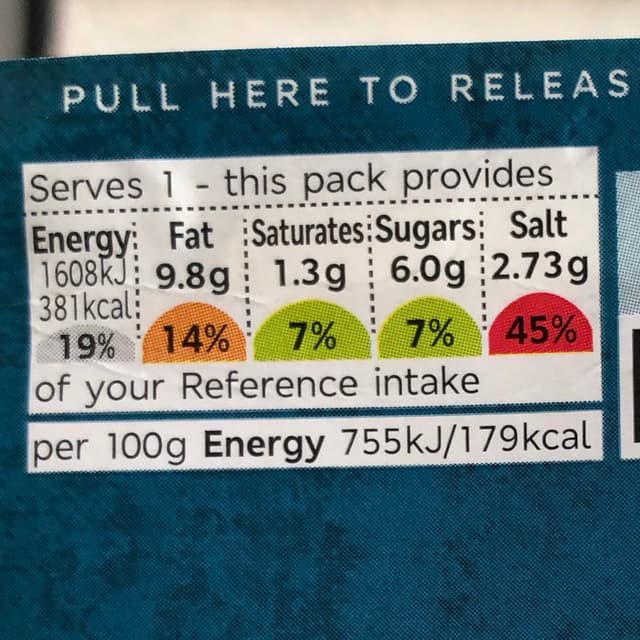 PULL HERE TO RELEAS
Serves 1 - this pack provides
Energy Fat Saturates Sugars Salt
1608kJ 9.8g 1.3g 6.0g 2.73g
381kcal
19% 14% 7% 7% 45%
of your Reference intake
per 100g Energy 755kJ/179kcal